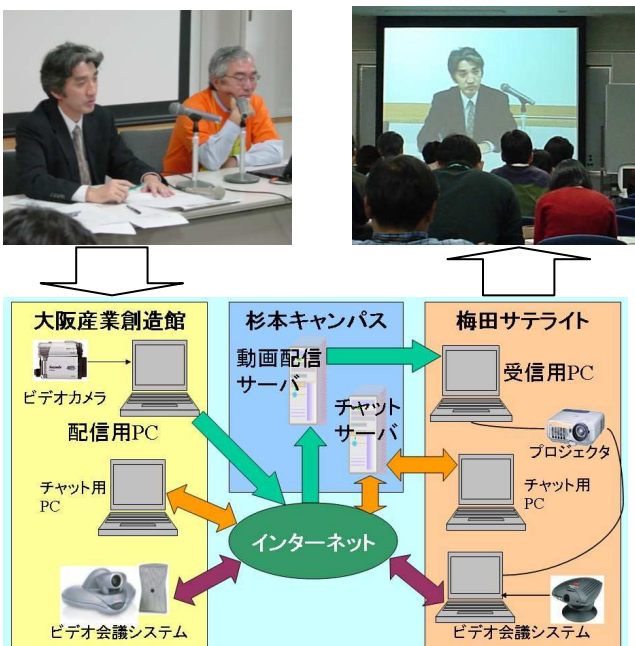 大阪産業創造館
杉本キャンパス
梅田サテライト
ビデオカメラ
配信用PC
動画配信
サーバ
チャット
サーバ
受信用PC
プロジェクタ
チャット用
PC
チャット用
PC
インターネット
ビデオ会議システム
ビデオ会議システム